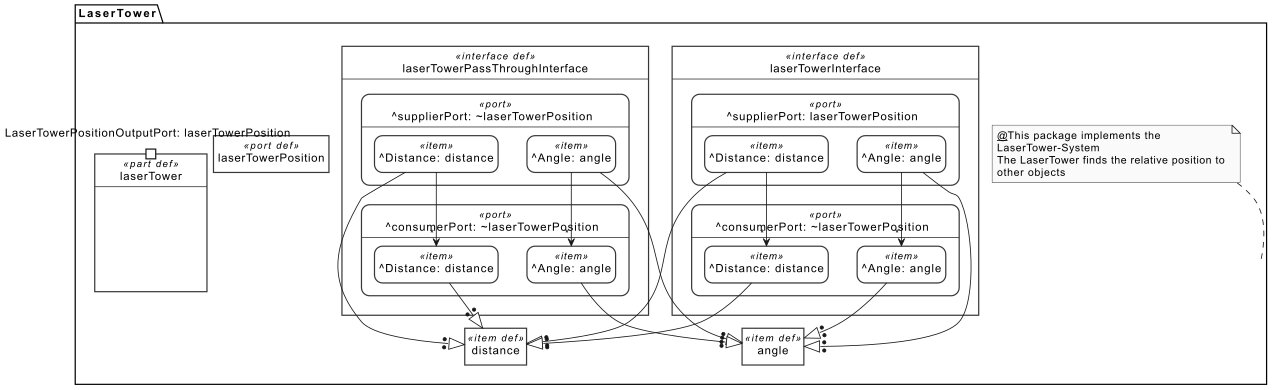 LaserTower
«interface def»
laserTowerPassThroughInterface
«port»
^supplierPort: ~laserTowerPosition
«item»
^Distance: distance
«item»
^Angle: angle
«port»
^consumerPort: ~laserTowerPosition
«item»
^Distance: distance
«item»
^Angle: angle
«interface def»
laserTowerInterface
«port»
^supplierPort: laserTowerPosition
«item»
^Distance: distance
«item»
^Angle: angle
«port»
^consumerPort: ~laserTowerPosition
«item»
^Distance: distance
«item»
^Angle: angle
LaserTowerPositionOutputPort: laserTowerPosition
«part def»
laserTower
«port def»
laserTowerPosition
@This package implements the
LaserTower-System
The LaserTower finds the relative position to
other objects
«item def»
distance
«item def»
angle